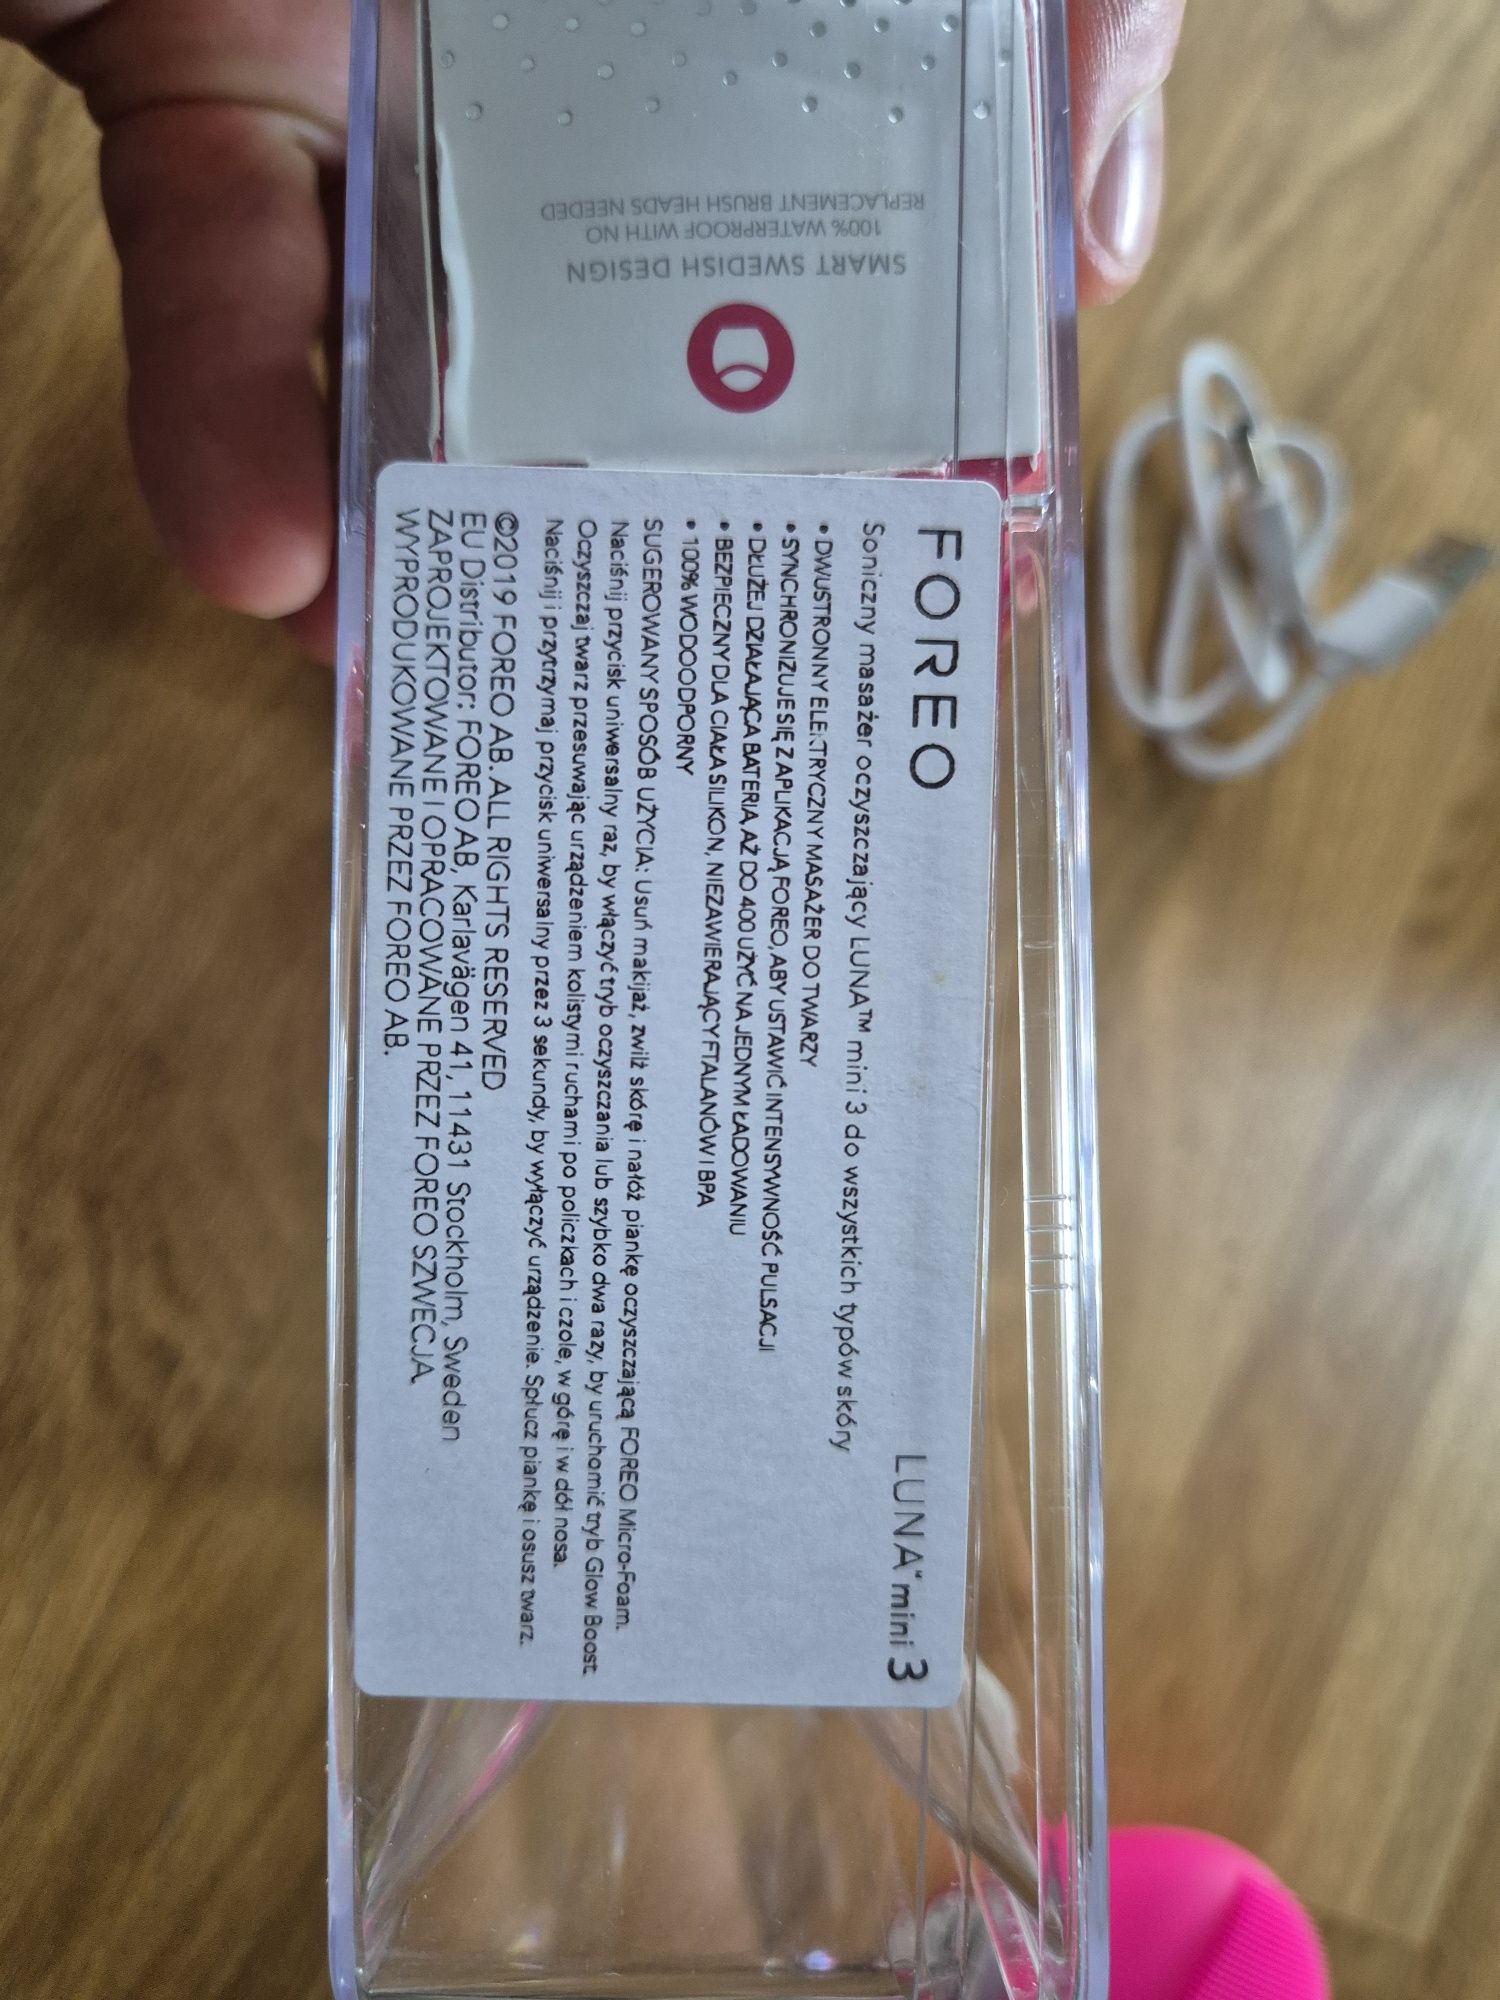 FOREO
LUNA™ mini 3
Soniczny masażer oczyszczający LUNA™ mini 3 do wszystkich typów skóry
• DWUSTRONNY ELEKTRYCZNY MASAŻER DO TWARZY
• SYNCHRONIZUJE SIĘ Z APLIKACJĄ FOREO, ABY USTAWIĆ INTENSYWNOŚĆ PULSACJI
• DŁUŻEJ DZIAŁAJĄCA BATERIA AŻ DO 400 UŻYĆ NA JEDNYM ŁADOWANIU
• BEZPIECZNY DLA CIAŁA SILIKON, NIEZAWIERAJĄCY FTALANÓW I BPA
• 100% WODOODPORNY
SUGEROWANY SPOSÓB UŻYCIA: Usuń makijaż, zwilż skórę i nałóż piankę oczyszczającą FOREO Micro-Foam.
Naciśnij przycisk uniwersalny raz, by włączyć tryb oczyszczania lub szybko dwa razy, by uruchomić tryb Glow Boost.
Oczyszczaj twarz przesuwając urządzeniem kolistymi ruchami po policzkach i czole, w górę i w dół nosa.
Naciśnij i przytrzymaj przycisk uniwersalny przez 3 sekundy, by wyłączyć urządzenie. Spłucz piankę i osusz twarz.
©2019 FOREO AB. ALL RIGHTS RESERVED
EU Distributor: FOREO AB, Karlavägen 41, 11431 Stockholm, Sweden
ZAPROJEKTOWANE I OPRACOWANE PRZEZ FOREO SZWECJA
WYPRODUKOWANE PRZEZ FOREO AB.
SMART SWEDISH DESIGN
100% WATERPROOF WITH NO
REPLACEMENT BRUSH HEADS NEEDED